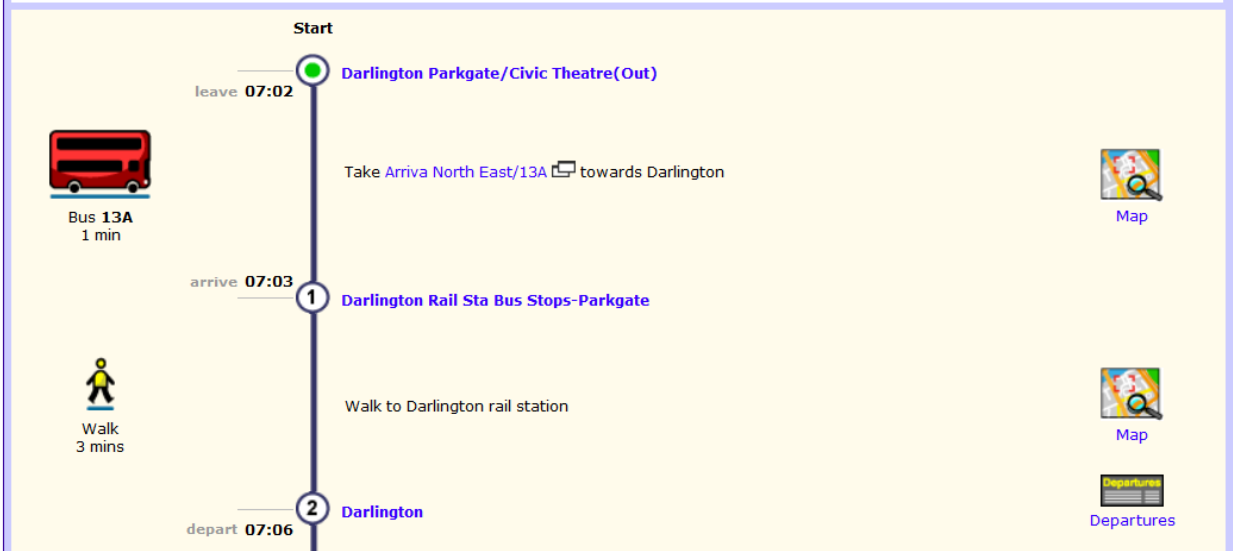 Start
Darlington Parkgate/Civic Theatre(Out)
leave 07:02
Take Arriva North East/13A towards Darlington
Bus 13A
1 min
Map
arrive 07:03
1
Darlington Rail Sta Bus Stops-Parkgate
Walk to Darlington rail station
Walk
3 mins
Map
Departures
2
Darlington
depart 07:06
Departures